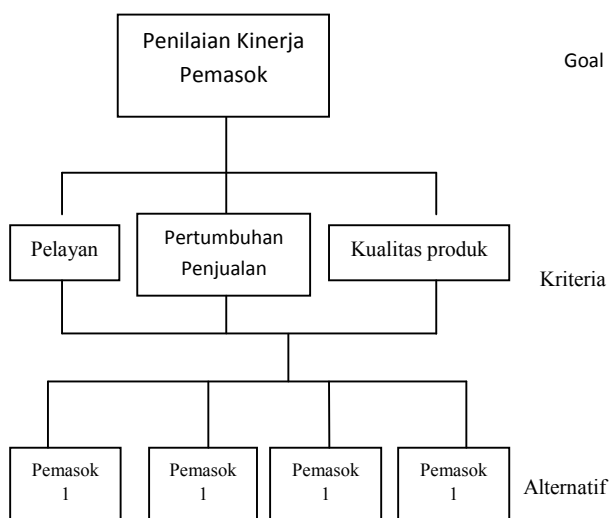 Penilaian Kinerja
Pemasok
Goal
Pelayan
Pertumbuhan
Penjualan
Kualitas produk
Kriteria
Pemasok
1
Pemasok
1
Pemasok
1
Pemasok
1
Alternatif